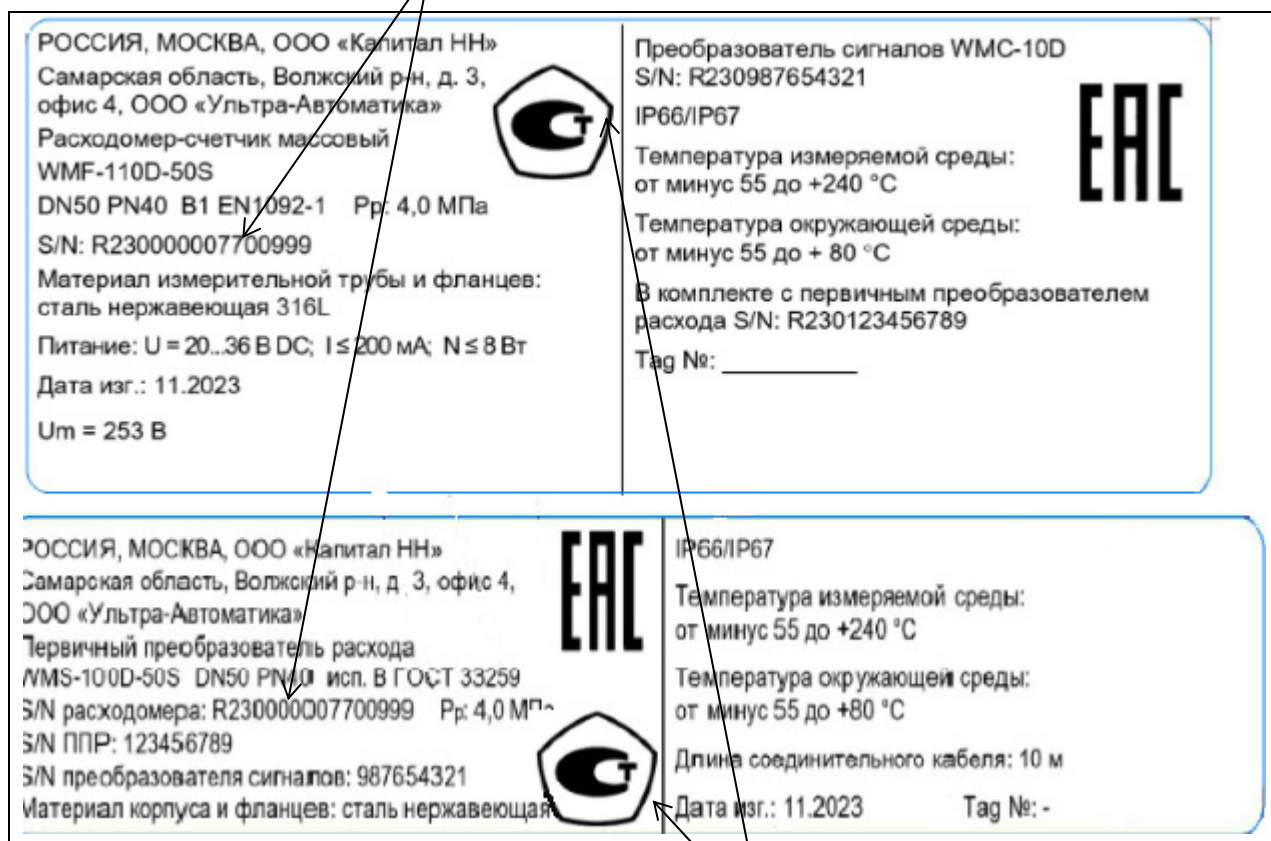 РОССИЯ, МОСКВА, ООО «Капитал НН»
Самарская область, Волжский р-н, д. 3,
офис 4, ООО «Ультра-Автоматика»
Расходомер-счетчик массовый
WMF-110D-50S
DN50 PN40 B1 EN1092-1 Pp: 4,0 МПа
S/N: R230000007700999
Материал измерительной трубы и фланцев:
сталь нержавеющая 316L
Питание: U = 20...36 В DC; I ≤ 200 мА; N ≤ 8 Вт
Дата изг.: 11.2023
Um = 253 В
Преобразователь сигналов WMC-10D
S/N: R230987654321
IP66/IP67
Температура измеряемой среды:
от минус 55 до +240 °C
Температура окружающей среды:
от минус 55 до + 80 °C
В комплекте с первичным преобразователем
расхода S/N: R230123456789
Tag №: ___________
EAC
РОССИЯ, МОСКВА, ООО «Капитал НН»
Самарская область, Волжский р-н, д. 3, офис 4,
ООО «Ультра-Автоматика»
Первичный преобразователь расхода
WMS-100D-50S DN50 PN40 исп. В ГОСТ 33259
S/N расходомера: R230000007700999 Pp: 4,0 МПа
S/N ППР: 123456789
S/N преобразователя сигналов: 987654321
Материал корпуса и фланцев: сталь нержавеющая
EAC
IP66/IP67
Температура измеряемой среды:
от минус 55 до +240 °C
Температура окружающей среды:
от минус 55 до +80 °C
Длина соединительного кабеля: 10 м
Дата изг.: 11.2023 Tag №: -